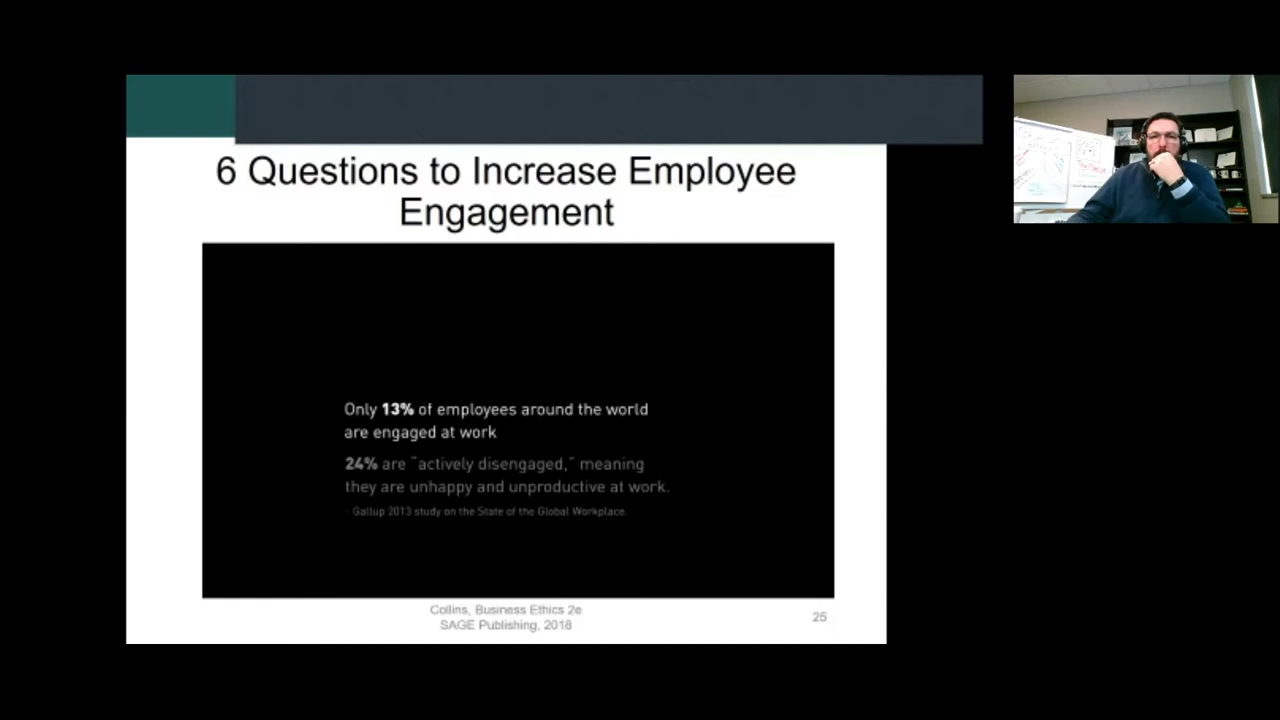 6 Questions to Increase Employee
Engagement
Only 13% of employees around the world
are engaged at work
24% are "actively disengaged," meaning
they are unhappy and unproductive at work.
- Gallup 2013 study on the State of the Global Workplace.
Collins, Business Ethics 2e
SAGE Publishing, 2018
25